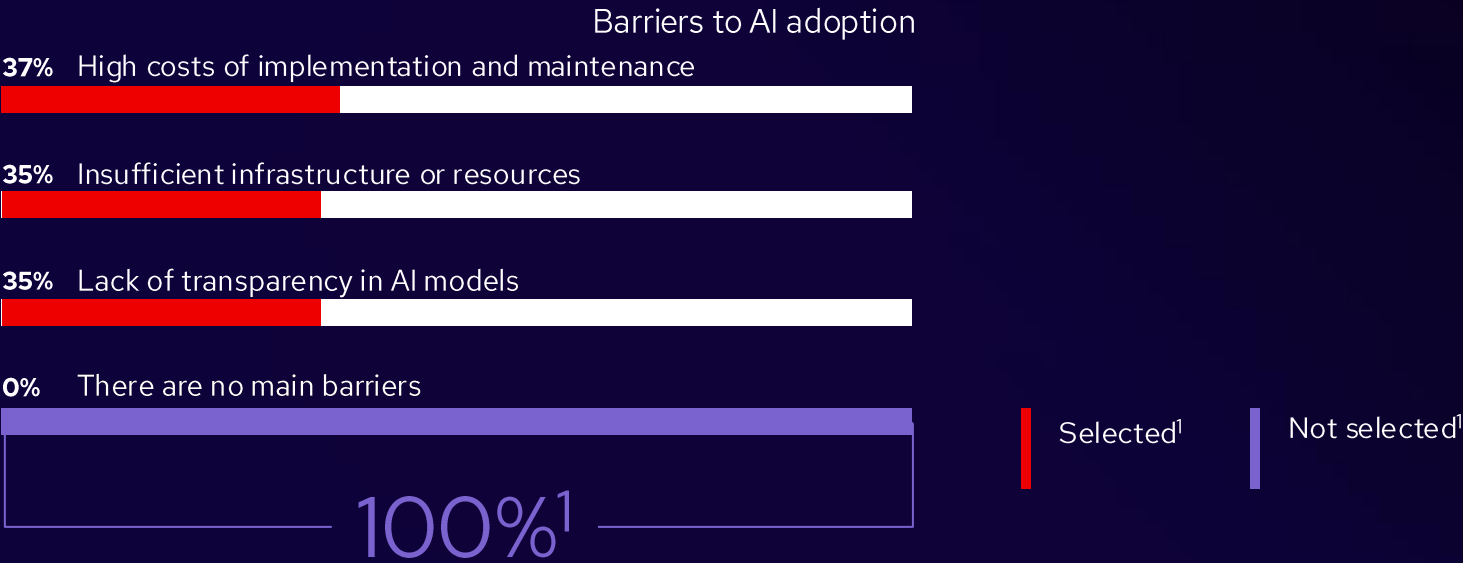 Barriers to AI adoption
37% High costs of implementation and maintenance
35% Insufficient infrastructure or resources
35% Lack of transparency in AI models
0% There are no main barriers
Selected¹ Not selected¹
100%¹